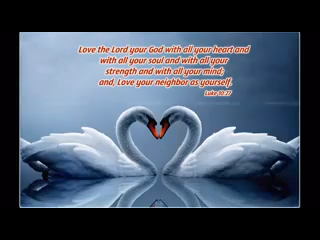 Love the Lord your God with all your heart and
with all your soul and with all your
strength and with all your mind;
and, Love your neighbor as yourself.
Luke 10:27